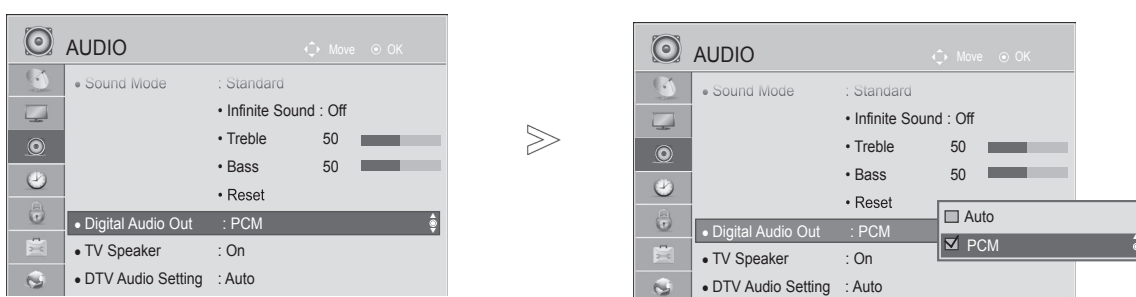 AUDIO Move OK
• Sound Mode : Standard
• Infinite Sound : Off
• Treble 50
• Bass 50
• Reset
• Digital Audio Out : PCM
• TV Speaker : On
• DTV Audio Setting : Auto
AUDIO Move OK
• Sound Mode : Standard
• Infinite Sound : Off
• Treble 50
• Bass 50
• Reset
• Digital Audio Out : PCM
• TV Speaker : On
• DTV Audio Setting : Auto
Auto
PCM